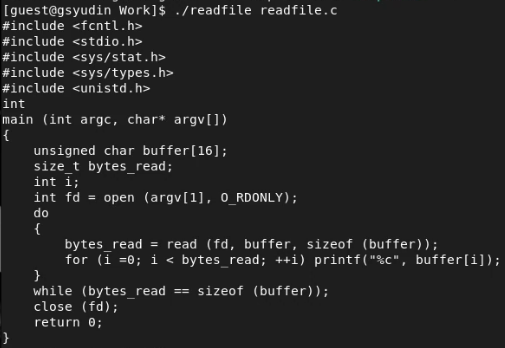 [guest@gsyudin Work]$ ./readfile readfile.c
#include <fcntl.h>
#include <stdio.h>
#include <sys/stat.h>
#include <sys/types.h>
#include <unistd.h>
int
main (int argc, char* argv[])
{
    unsigned char buffer[16];
    size_t bytes_read;
    int i;
    int fd = open (argv[1], O_RDONLY);
    do
    {
        bytes_read = read (fd, buffer, sizeof (buffer));
        for (i =0; i < bytes_read; ++i) printf("%c", buffer[i]);
    }
    while (bytes_read == sizeof (buffer));
    close (fd);
    return 0;
}